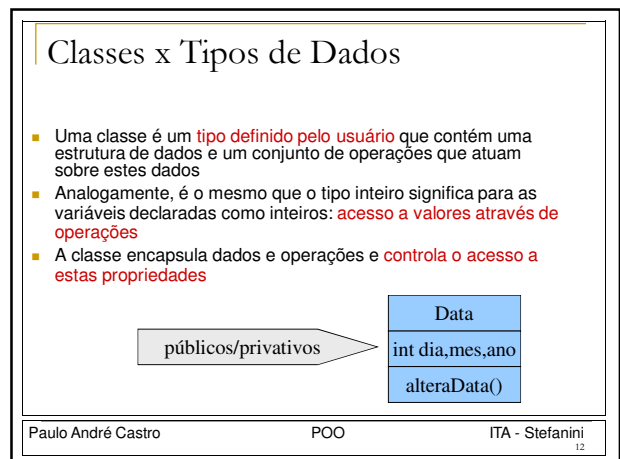 Classes x Tipos de Dados
Uma classe é um tipo definido pelo usuário que contém uma
estrutura de dados e um conjunto de operações que atuam
sobre estes dados
Analogamente, é o mesmo que o tipo inteiro significa para as
variáveis declaradas como inteiros: acesso a valores através de
operações
A classe encapsula dados e operações e controla o acesso a
estas propriedades
Data
públicos/privativos
int dia,mes,ano
alteraData()
Paulo André Castro POO ITA - Stefanini
12